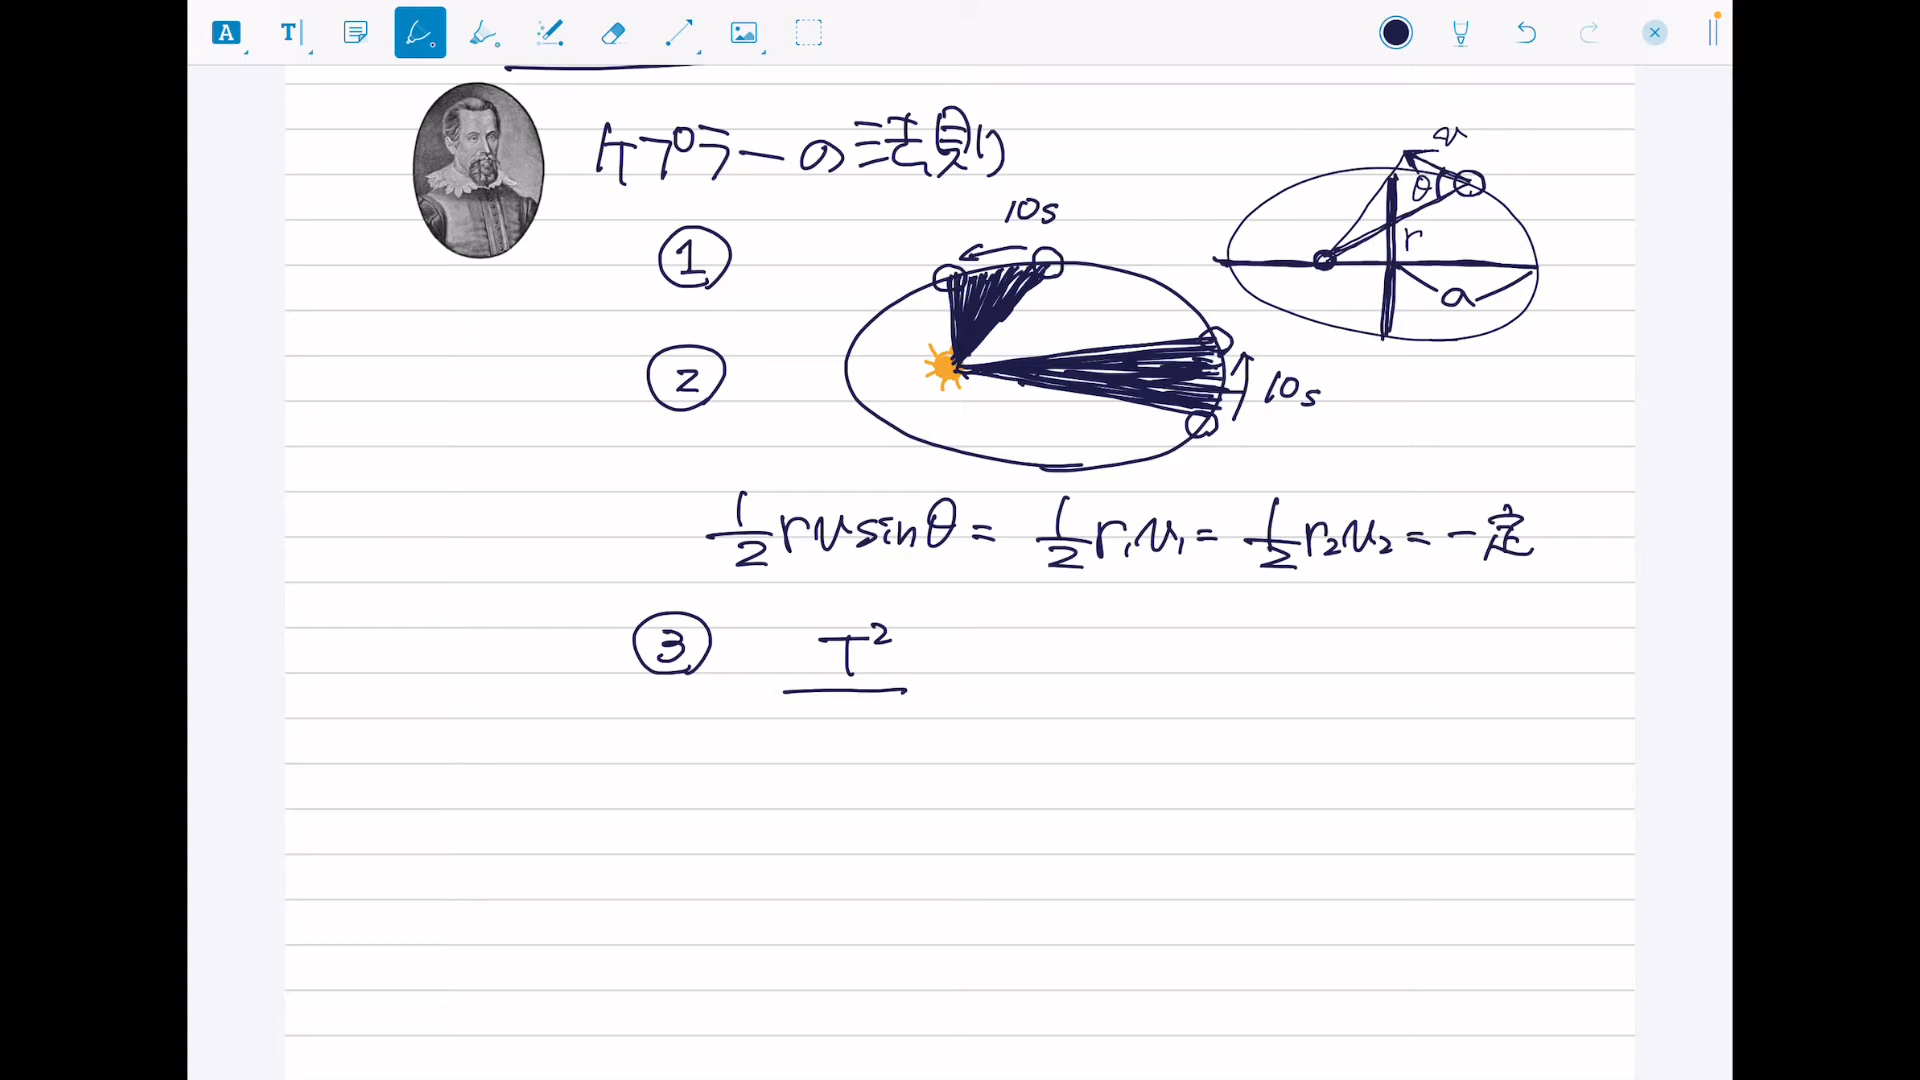 A T
ケプラーの法則
v
θ
r
a
①
10s
②
10s
1/2 rv sinθ = 1/2 r₁v₁ = 1/2 r₂v₂ = 一定
③ T²